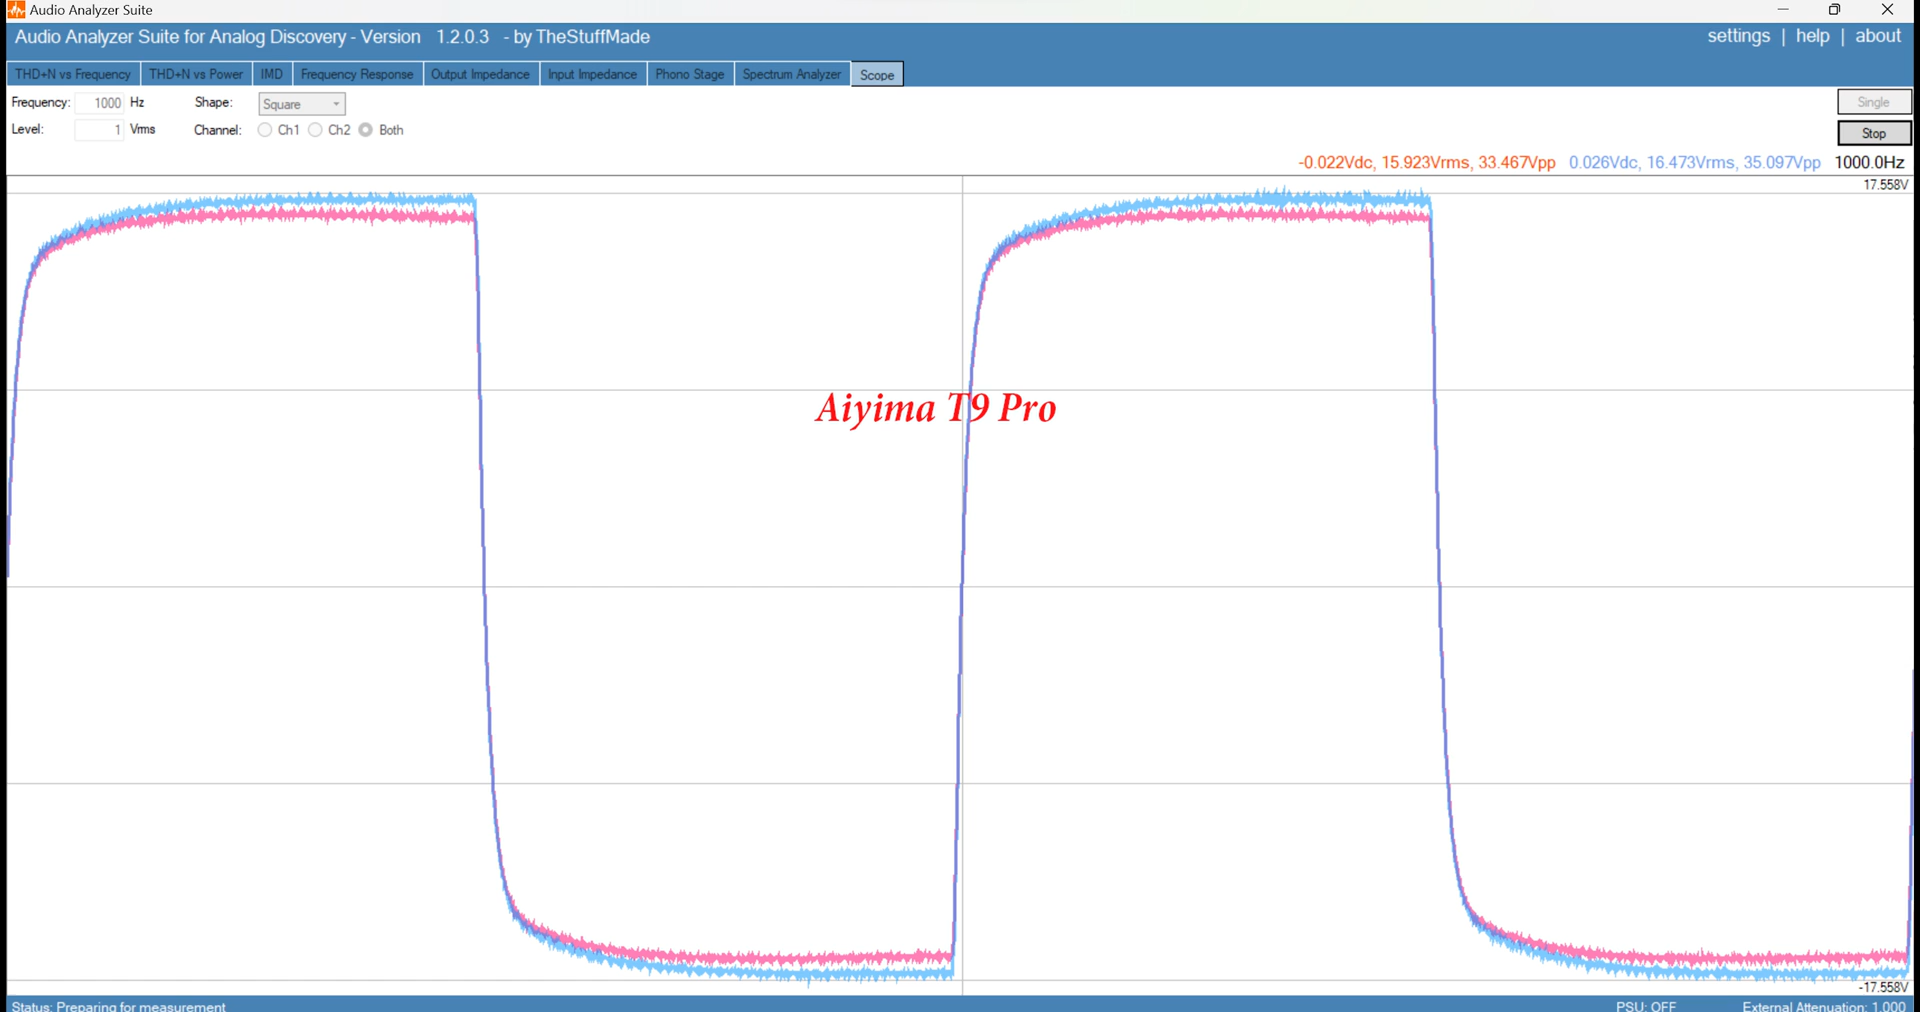 Audio Analyzer Suite
Audio Analyzer Suite for Analog Discovery - Version 1.2.0.3 - by TheStuffMade
settings | help | about
THD+N vs Frequency THD+N vs Power IMD Frequency Response Output Impedance Input Impedance Phono Stage Spectrum Analyzer Scope
Frequency: 1000 Hz Shape: Square Single
Level: 1 Vrms Channel: Ch1 Ch2 Both Stop
-0.022Vdc, 15.923Vrms, 33.467Vpp 0.026Vdc, 16.473Vrms, 35.097Vpp 1000.0Hz
17.558V
Aiyima T9 Pro
-17.558V
Status: Preparing for measurement PSU: OFF External Attenuation: 1.000